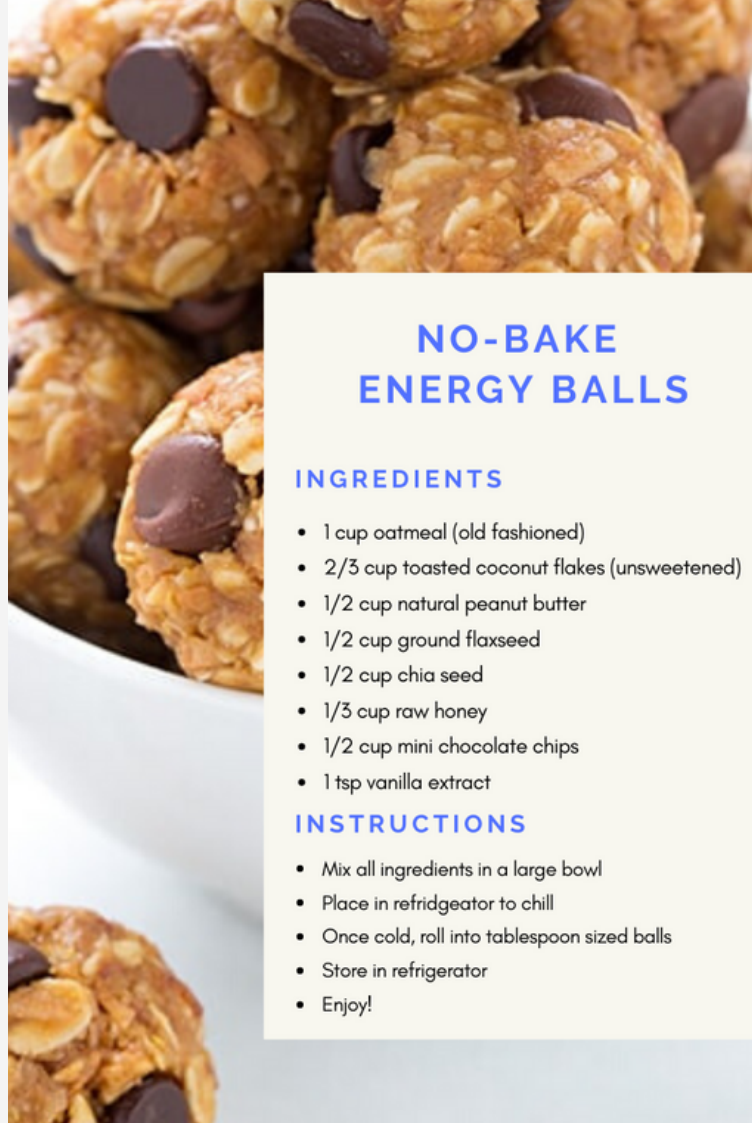 NO-BAKE
ENERGY BALLS
INGREDIENTS
• 1 cup oatmeal (old fashioned)
• 2/3 cup toasted coconut flakes (unsweetened)
• 1/2 cup natural peanut butter
• 1/2 cup ground flaxseed
• 1/2 cup chia seed
• 1/3 cup raw honey
• 1/2 cup mini chocolate chips
• 1 tsp vanilla extract
INSTRUCTIONS
• Mix all ingredients in a large bowl
• Place in refridgeator to chill
• Once cold, roll into tablespoon sized balls
• Store in refrigerator
• Enjoy!